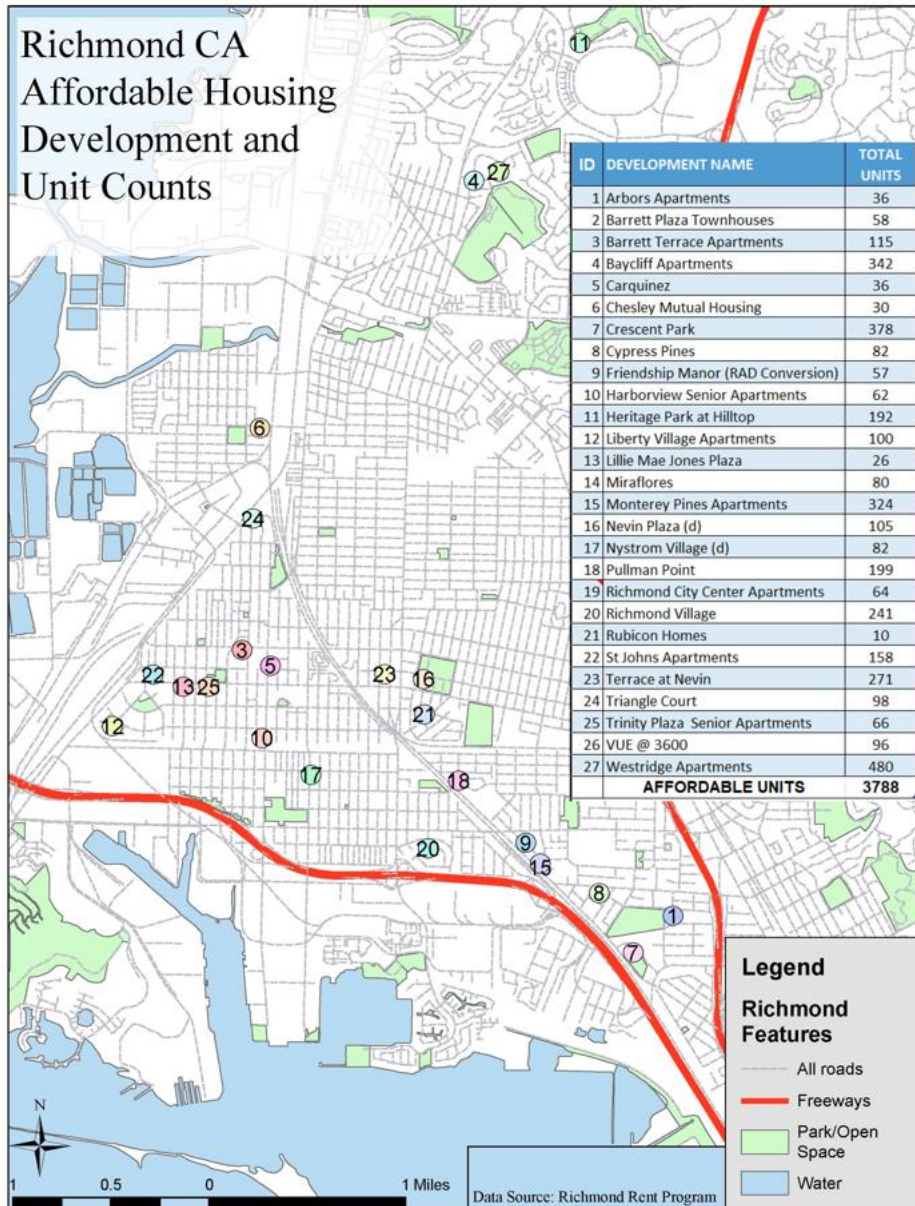 Richmond CA
Affordable Housing
Development and
Unit Counts
ID DEVELOPMENT NAME TOTAL UNITS
1 Arbors Apartments 36
2 Barrett Plaza Townhouses 58
3 Barrett Terrace Apartments 115
4 Baycliff Apartments 342
5 Carquinez 36
6 Chesley Mutual Housing 30
7 Crescent Park 378
8 Cypress Pines 82
9 Friendship Manor (RAD Conversion) 57
10 Harborview Senior Apartments 62
11 Heritage Park at Hilltop 192
12 Liberty Village Apartments 100
13 Lillie Mae Jones Plaza 26
14 Miraflores 80
15 Monterey Pines Apartments 324
16 Nevin Plaza (d) 105
17 Nystrom Village (d) 82
18 Pullman Point 199
19 Richmond City Center Apartments 64
20 Richmond Village 241
21 Rubicon Homes 10
22 St Johns Apartments 158
23 Terrace at Nevin 271
24 Triangle Court 98
25 Trinity Plaza Senior Apartments 66
26 VUE @ 3600 96
27 Westridge Apartments 480
AFFORDABLE UNITS 3788
11
4 27
6
24
3
5
22 13 25 23 16
12 21
10
17 18
20 9
15
8
1
7
Legend
Richmond
Features
All roads
Freeways
Park/Open
Space
Water
N
1 0.5 0 1 Miles
Data Source: Richmond Rent Program